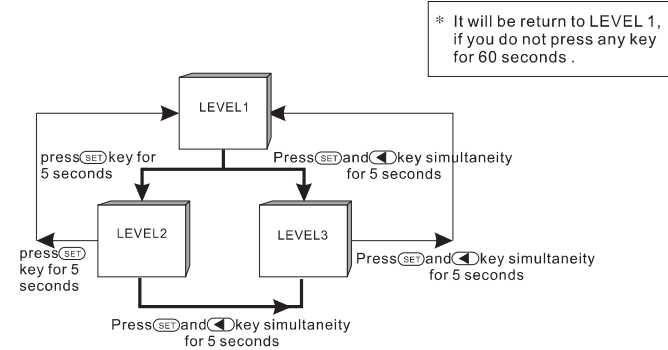 * It will be return to LEVEL 1,
if you do not press any key
for 60 seconds .
LEVEL1
press SET key for
5 seconds
Press SET and ◀ key simultaneity
for 5 seconds
LEVEL2
LEVEL3
press SET
key for 5
seconds
Press SET and ◀ key simultaneity
for 5 seconds
Press SET and ◀ key simultaneity
for 5 seconds